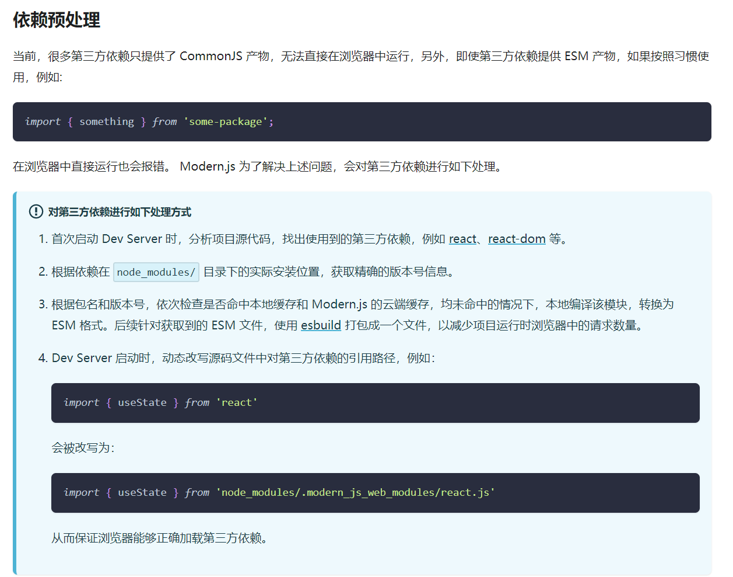 依赖预处理
当前，很多第三方依赖只提供了 CommonJS 产物，无法直接在浏览器中运行，另外，即使第三方依赖提供 ESM 产物，如果按照习惯使
用，例如:
import { something } from 'some-package';
在浏览器中直接运行也会报错。 Modern.js 为了解决上述问题，会对第三方依赖进行如下处理。
对第三方依赖进行如下处理方式
1. 首次启动 Dev Server 时，分析项目源代码，找出使用到的第三方依赖，例如 react、react-dom 等。
2. 根据依赖在 node_modules/ 目录下的实际安装位置，获取精确的版本号信息。
3. 根据包名和版本号，依次检查是否命中本地缓存和 Modern.js 的云端缓存，均未命中的情况下，本地编译该模块，转换为
ESM 格式。后续针对获取到的 ESM 文件，使用 esbuild 打包成一个文件，以减少项目运行时浏览器中的请求数量。
4. Dev Server 启动时，动态改写源码文件中对第三方依赖的引用路径，例如：
import { useState } from 'react'
会被改写为：
import { useState } from 'node_modules/.modern_js_web_modules/react.js'
从而保证浏览器能够正确加载第三方依赖。